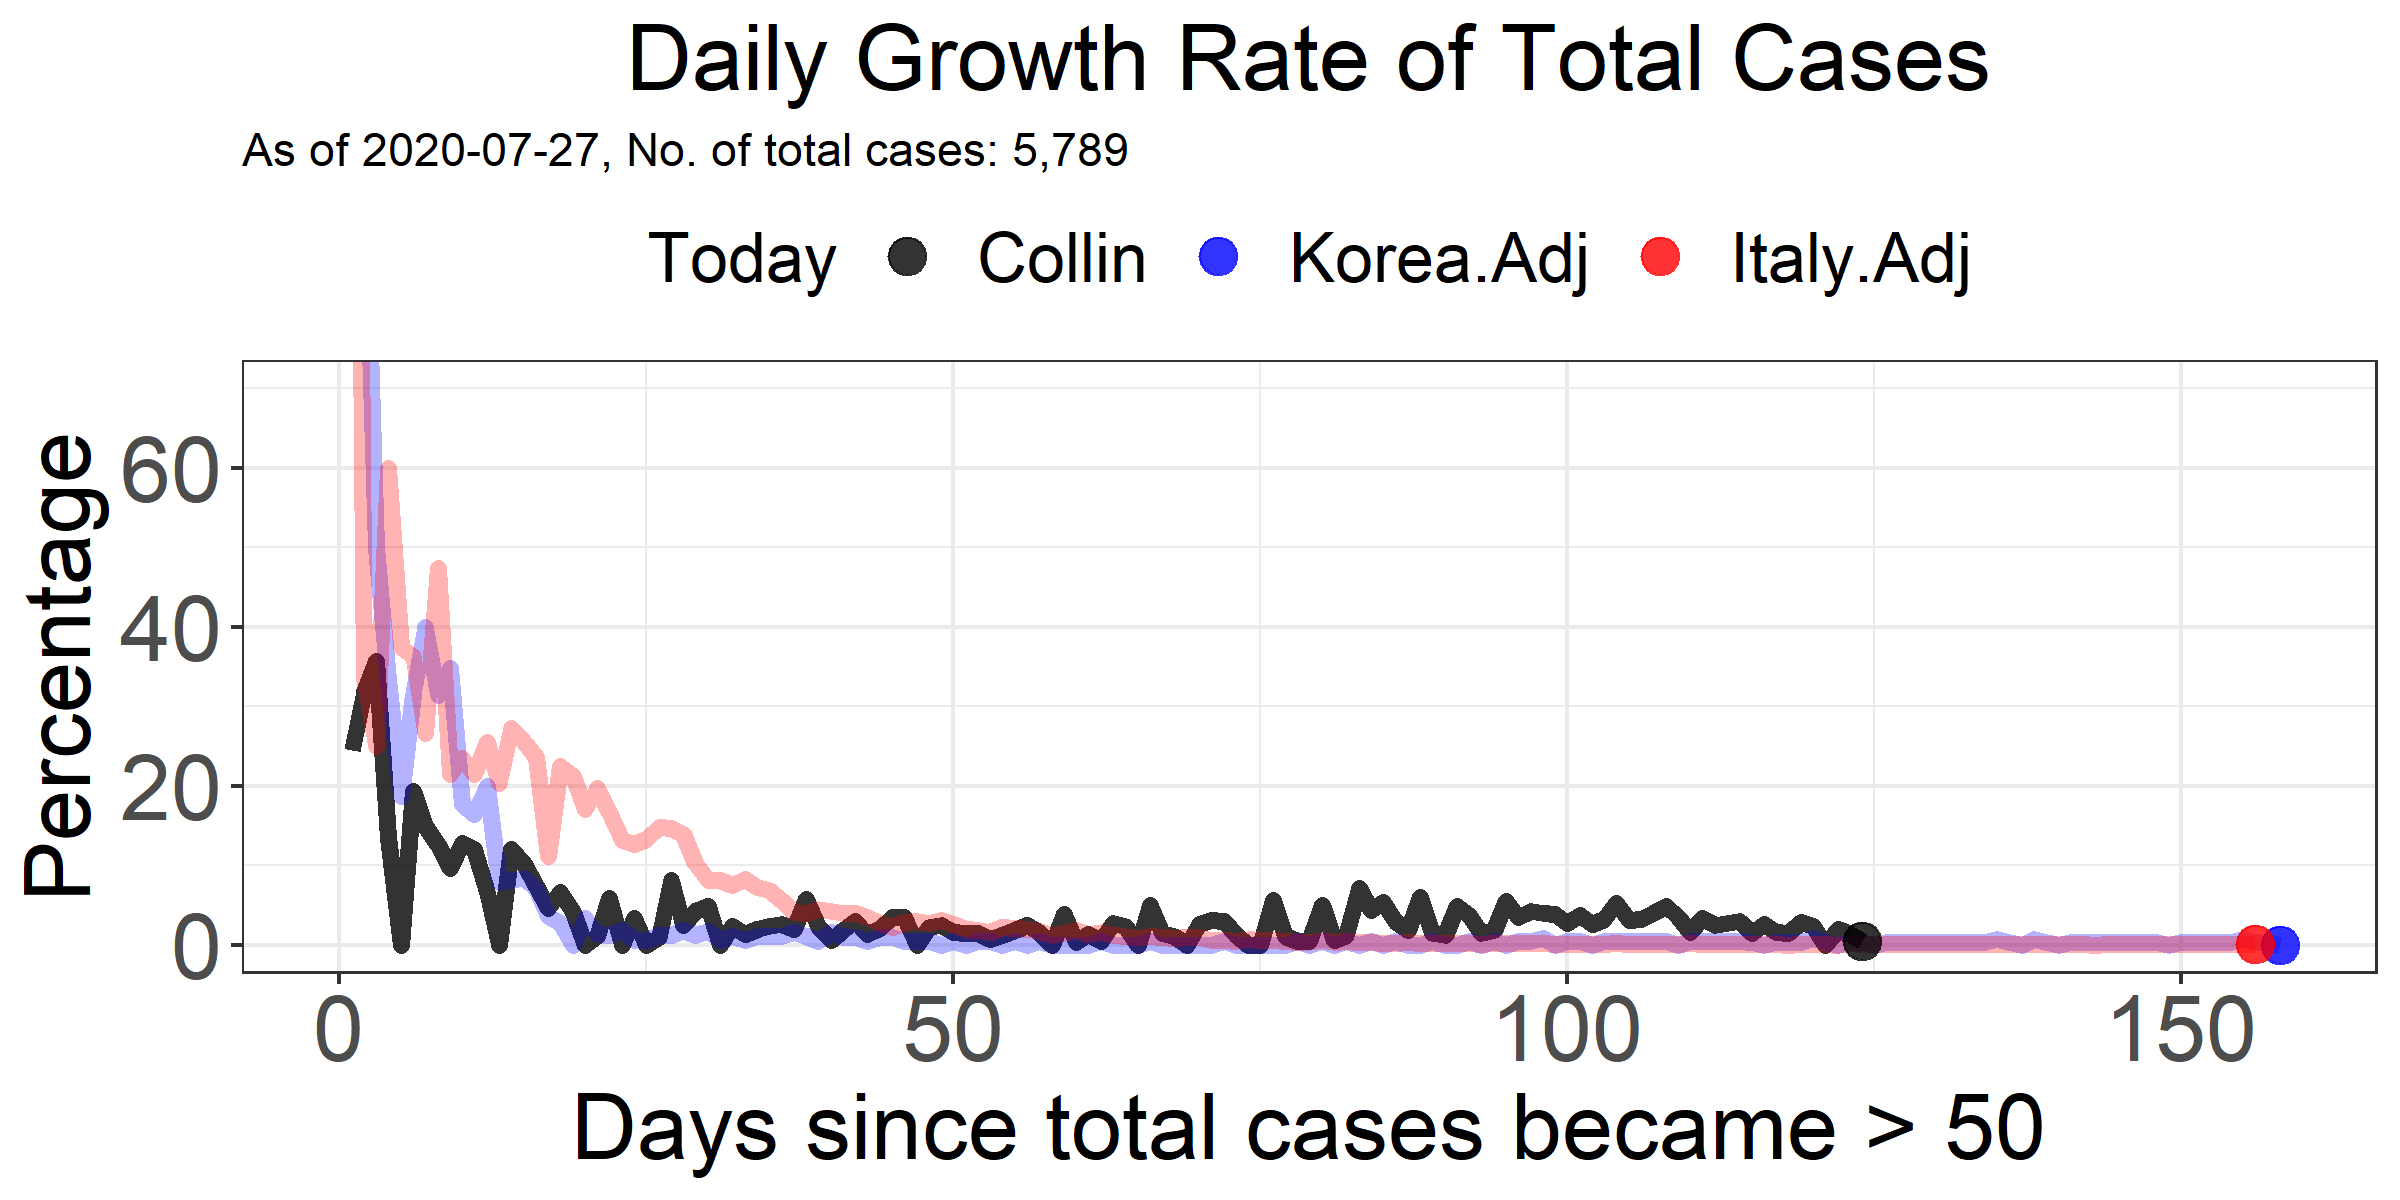 Daily Growth Rate of Total Cases
As of 2020-07-27, No. of total cases: 5,789
Today Collin Korea.Adj Italy.Adj
Percentage
60
40
20
0
0 50 100 150
Days since total cases became > 50